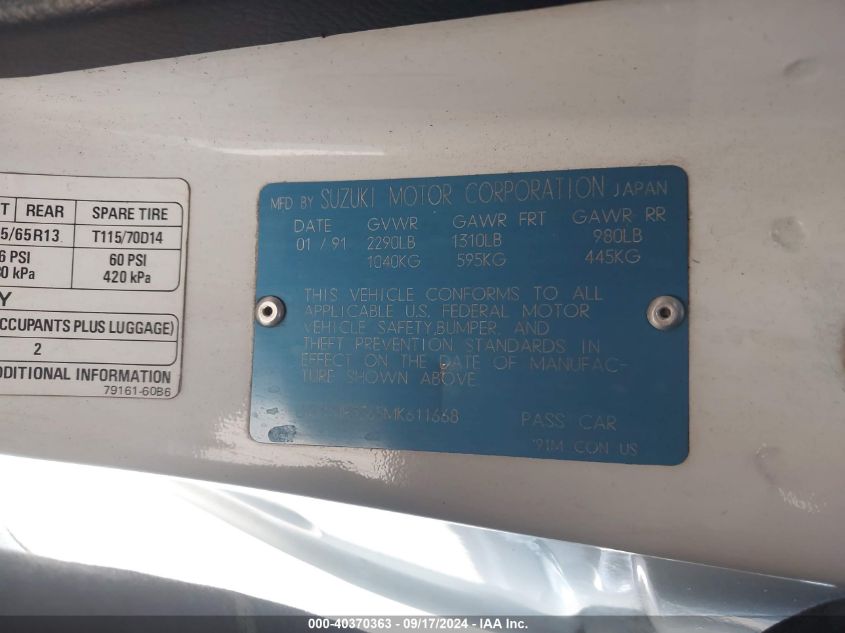 T REAR SPARE TIRE
5/65R13 T115/70D14
6 PSI 60 PSI
0 kPa 420 kPa
Y
CCUPANTS PLUS LUGGAGE)
2
DDITIONAL INFORMATION
79161-60B6
MFD BY SUZUKI MOTOR CORPORATION JAPAN
DATE GVWR GAWR FRT GAWR RR
01 / 91 2290LB 1310LB 980LB
1040KG 595KG 445KG
THIS VEHICLE CONFORMS TO ALL
APPLICABLE U.S. FEDERAL MOTOR
VEHICLE SAFETY,BUMPER, AND
THEFT PREVENTION STANDARDS IN
EFFECT ON THE DATE OF MANUFAC-
TURE SHOWN ABOVE
PASS CAR
'91M CON US
000-40370363 - 09/17/2024 - IAAI, Inc.